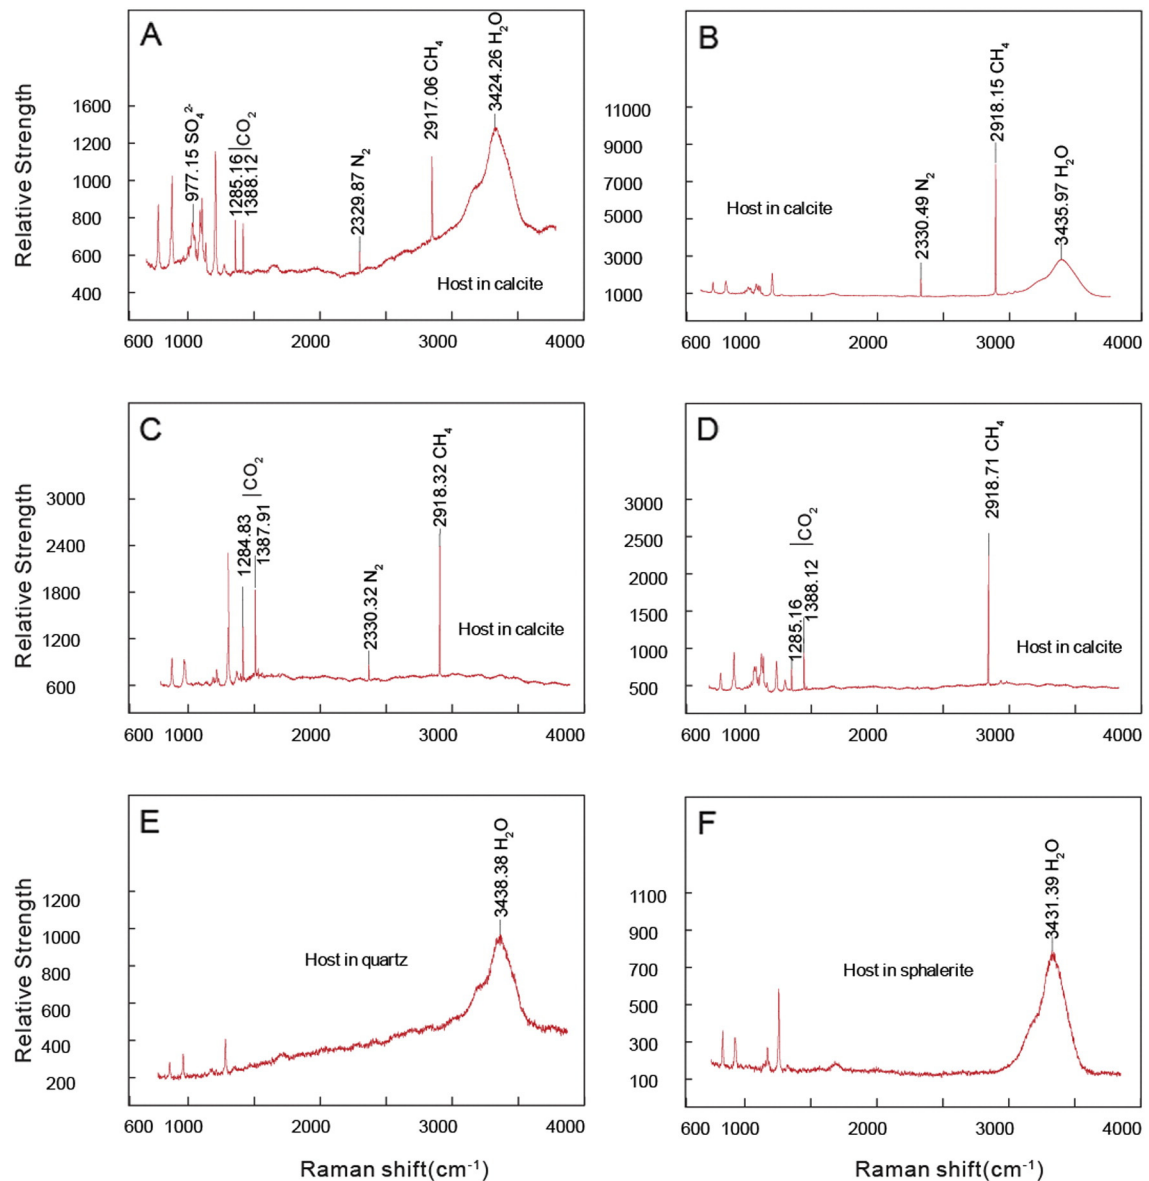 A
977.15 SO₄²⁻
1285.16 |CO₂
1388.12
2329.87 N₂
2917.06 CH₄
3424.26 H₂O
Host in calcite
Relative Strength
1600
1400
1200
1000
800
600
400
600 1000 2000 3000 4000
B
2330.49 N₂
2918.15 CH₄
3435.97 H₂O
Host in calcite
Relative Strength
11000
9000
7000
5000
3000
1000
600 1000 2000 3000 4000
C
1284.83 |CO₂
1387.91
2330.32 N₂
2918.32 CH₄
Host in calcite
Relative Strength
3000
2400
1800
1200
600
600 1000 2000 3000 4000
D
1285.16 |CO₂
1388.12
2918.71 CH₄
Host in calcite
3000
2500
2000
1500
1000
500
600 1000 2000 3000 4000
E
3438.38 H₂O
Host in quartz
Relative Strength
1200
1000
800
600
400
200
600 1000 2000 3000 4000
Raman shift(cm⁻¹)
F
3431.39 H₂O
Host in sphalerite
1100
900
700
500
300
100
600 1000 2000 3000 4000
Raman shift(cm⁻¹)